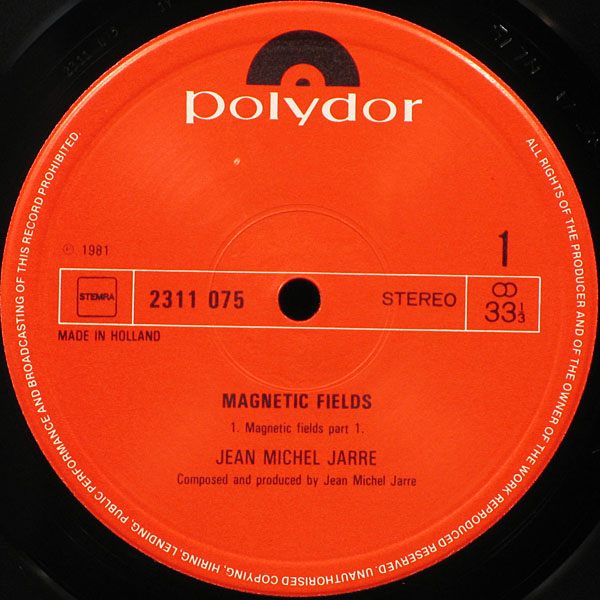 polydor
ALL RIGHTS OF THE PRODUCER AND OF THE OWNER OF THE WORK REPRODUCED RESERVED. UNAUTHORISED COPYING, HIRING, LENDING, PUBLIC PERFORMANCE AND BROADCASTING OF THIS RECORD PROHIBITED.
℗ 1981
1
STEMRA
2311 075
STEREO
33 1/3
MADE IN HOLLAND
MAGNETIC FIELDS
1. Magnetic fields part 1.
JEAN MICHEL JARRE
Composed and produced by Jean Michel Jarre